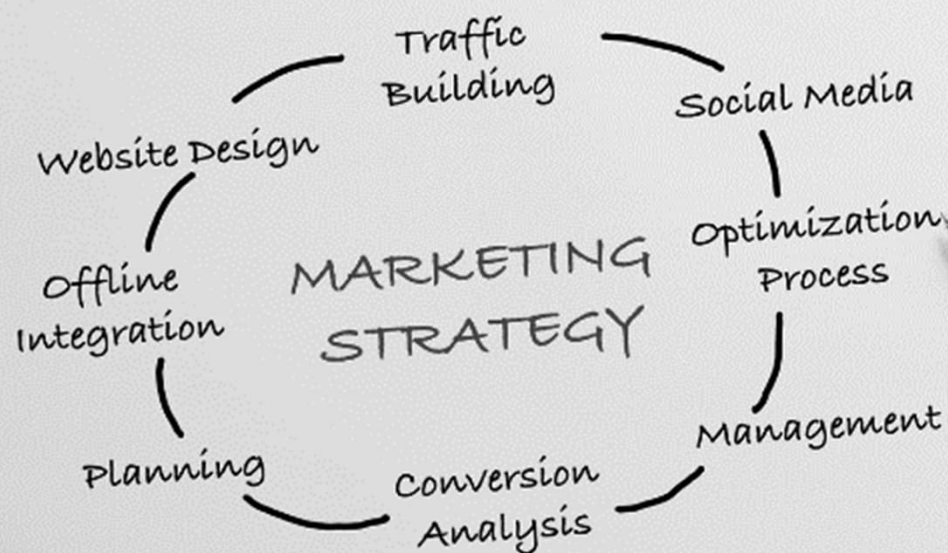 Traffic
Building
Social Media
Website Design
Optimization
Process
MARKETING
STRATEGY
Offline
Integration
Management
Planning
Conversion
Analysis